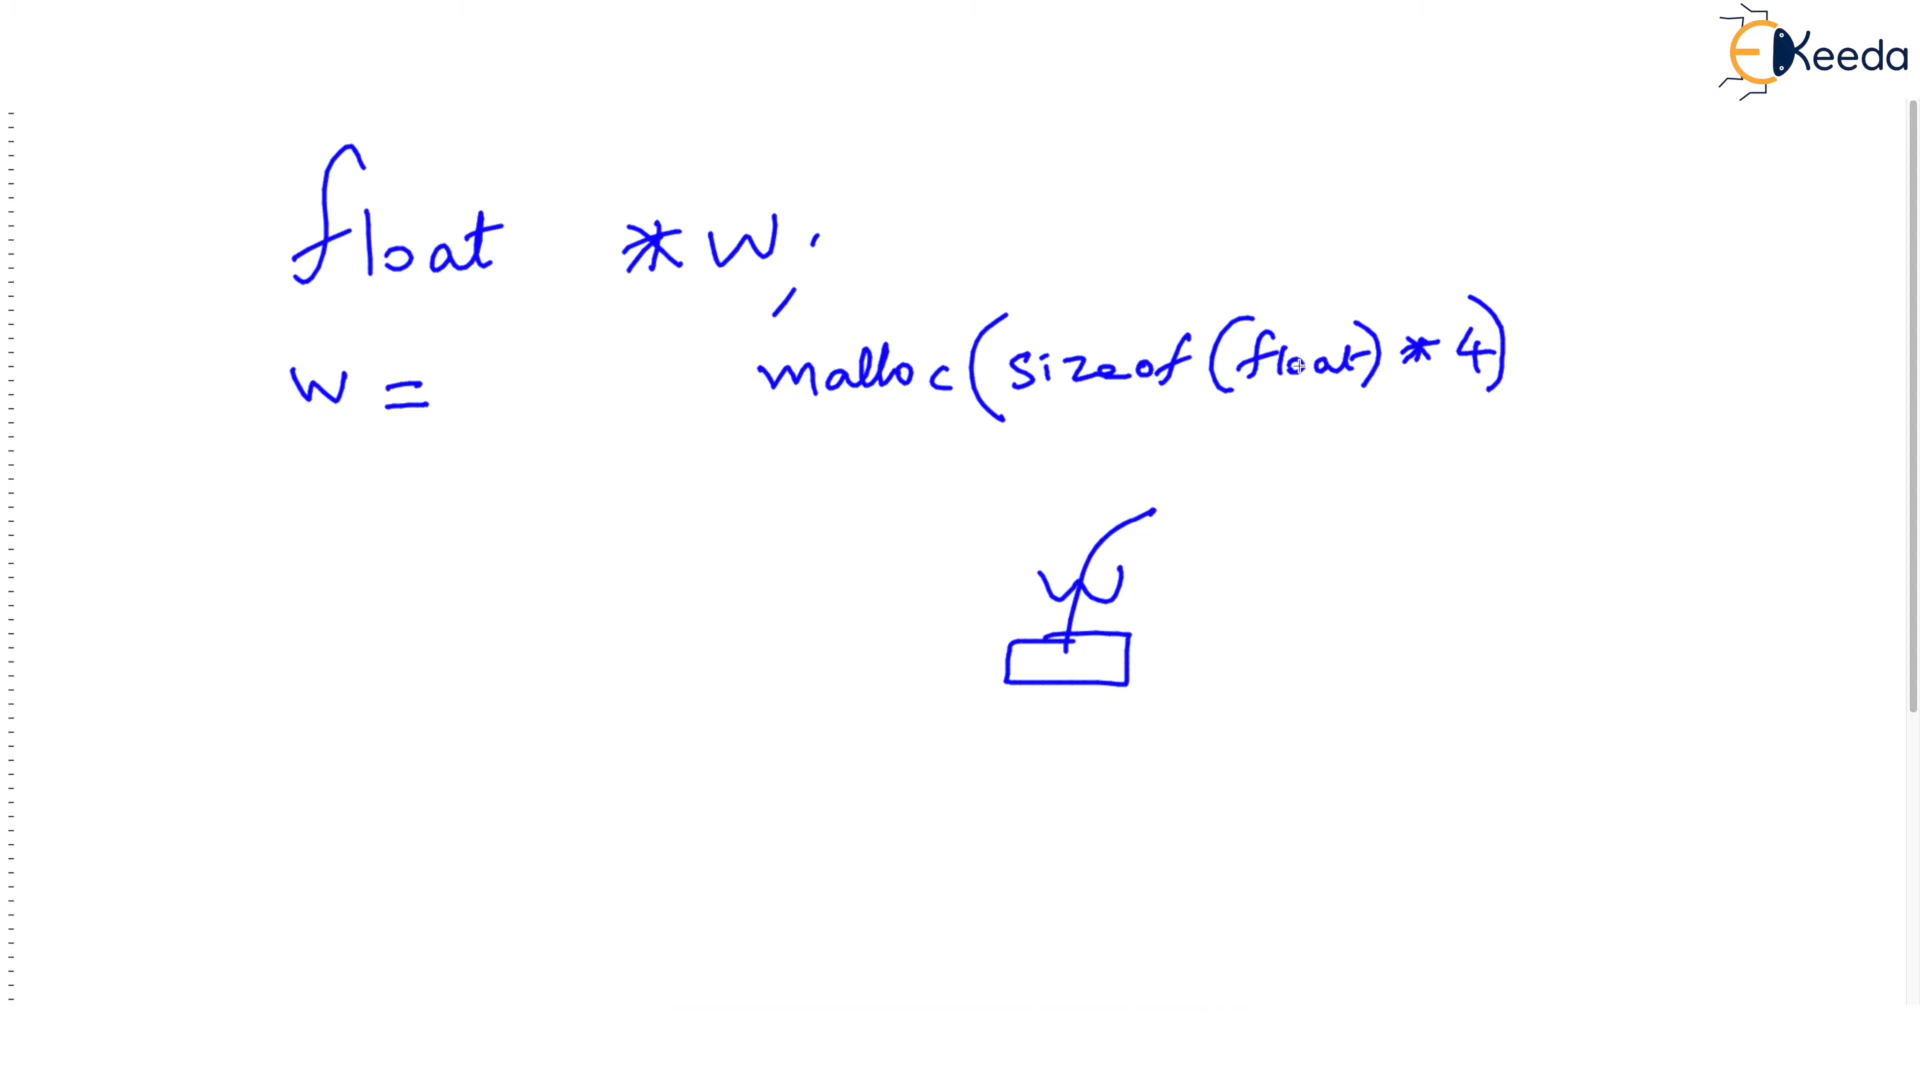 EKeeda
float *w;
w = malloc(sizeof(float) * 4)
w